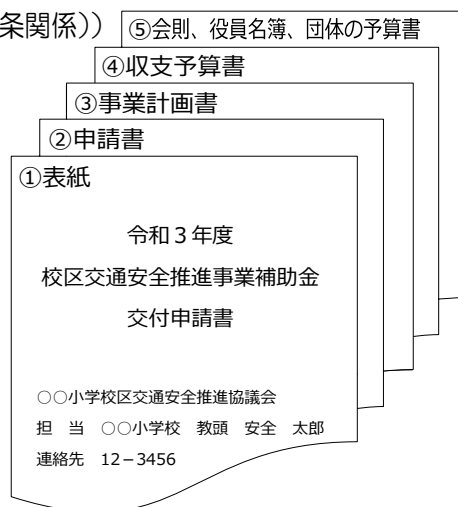 条関係))
⑤会則、役員名簿、団体の予算書
④収支予算書
③事業計画書
②申請書
①表紙
令和3年度
校区交通安全推進事業補助金
交付申請書
○○小学校区交通安全推進協議会
担　当　○○小学校　教頭　安全　太郎
連絡先　12－3456